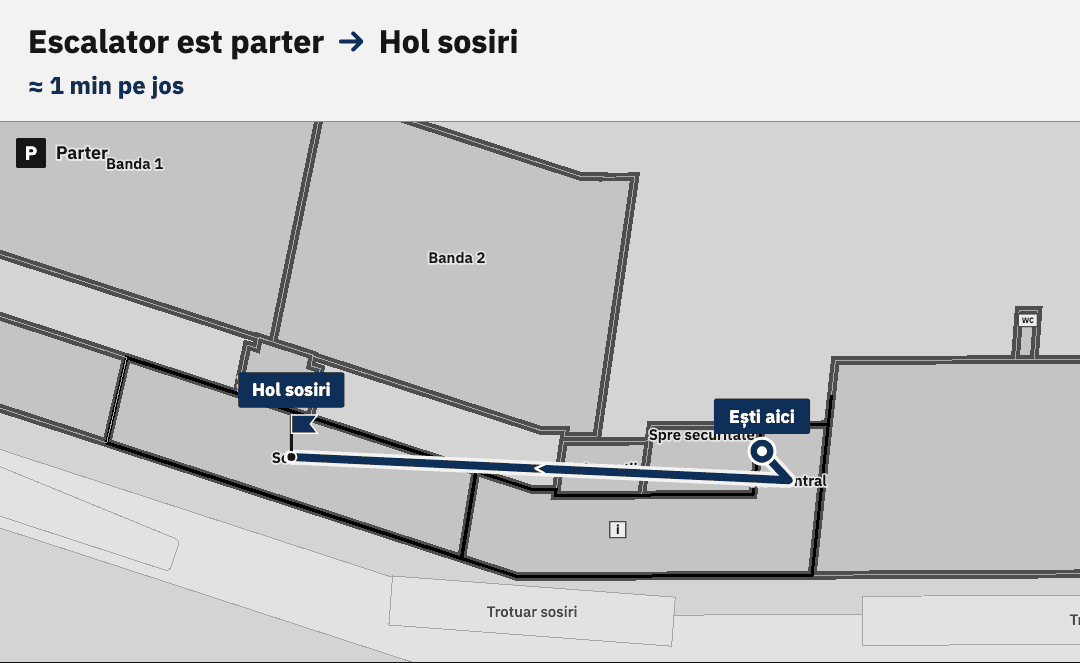 Escalator est parter → Hol sosiri
≈ 1 min pe jos
P Parter
Banda 1
Banda 2
wc
Hol sosiri
Ești aici
Spre securitate
i
Trotuar sosiri